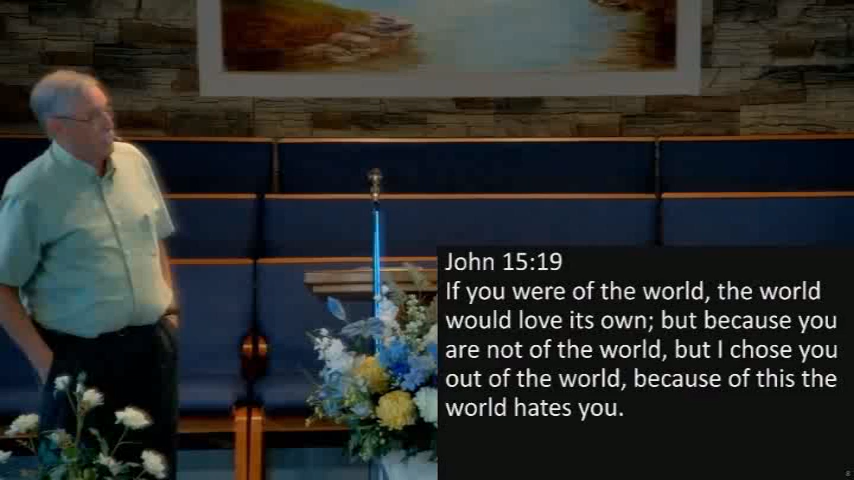 John 15:19
If you were of the world, the world
would love its own; but because you
are not of the world, but I chose you
out of the world, because of this the
world hates you.